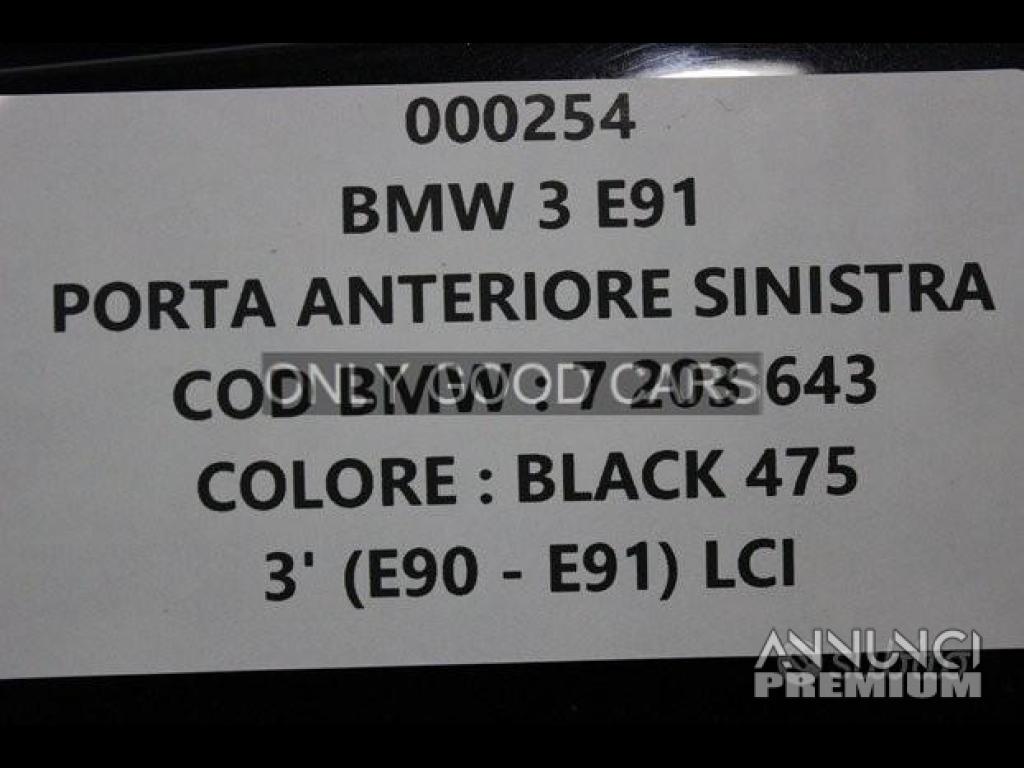 000254
BMW 3 E91
PORTA ANTERIORE SINISTRA
COD BMW : 7 203 643
ONLY GOOD CARS
COLORE : BLACK 475
3' (E90 - E91) LCI
ANNUNCI
PREMIUM